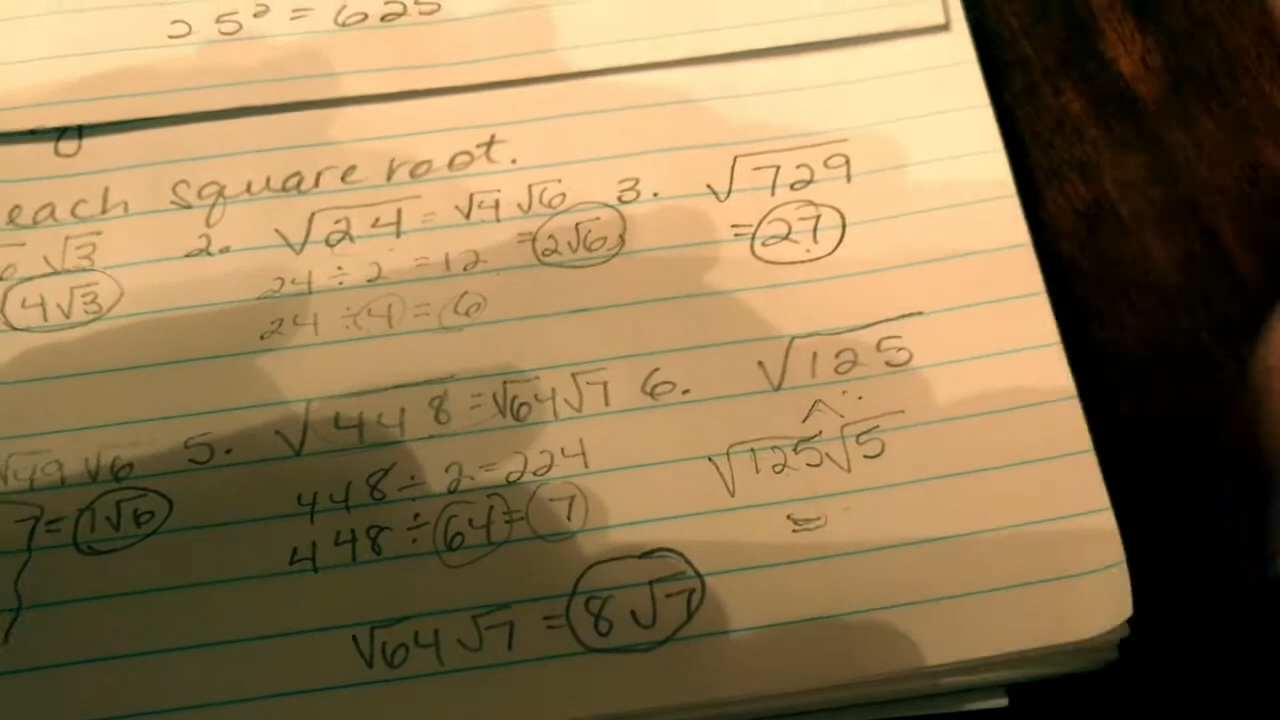 25² = 625
each square root.
√3 2. √24 = √4 √6 3. √729
4√3 24 ÷ 2 = 12 = 2√6 = 27
24 ÷ 4 = 6
√49 √6 5. √448 = √64 √7 6. √125
7 = 7√6 448 ÷ 2 = 224 √125 √5
448 ÷ 64 = 7 =
√64 √7 = 8√7